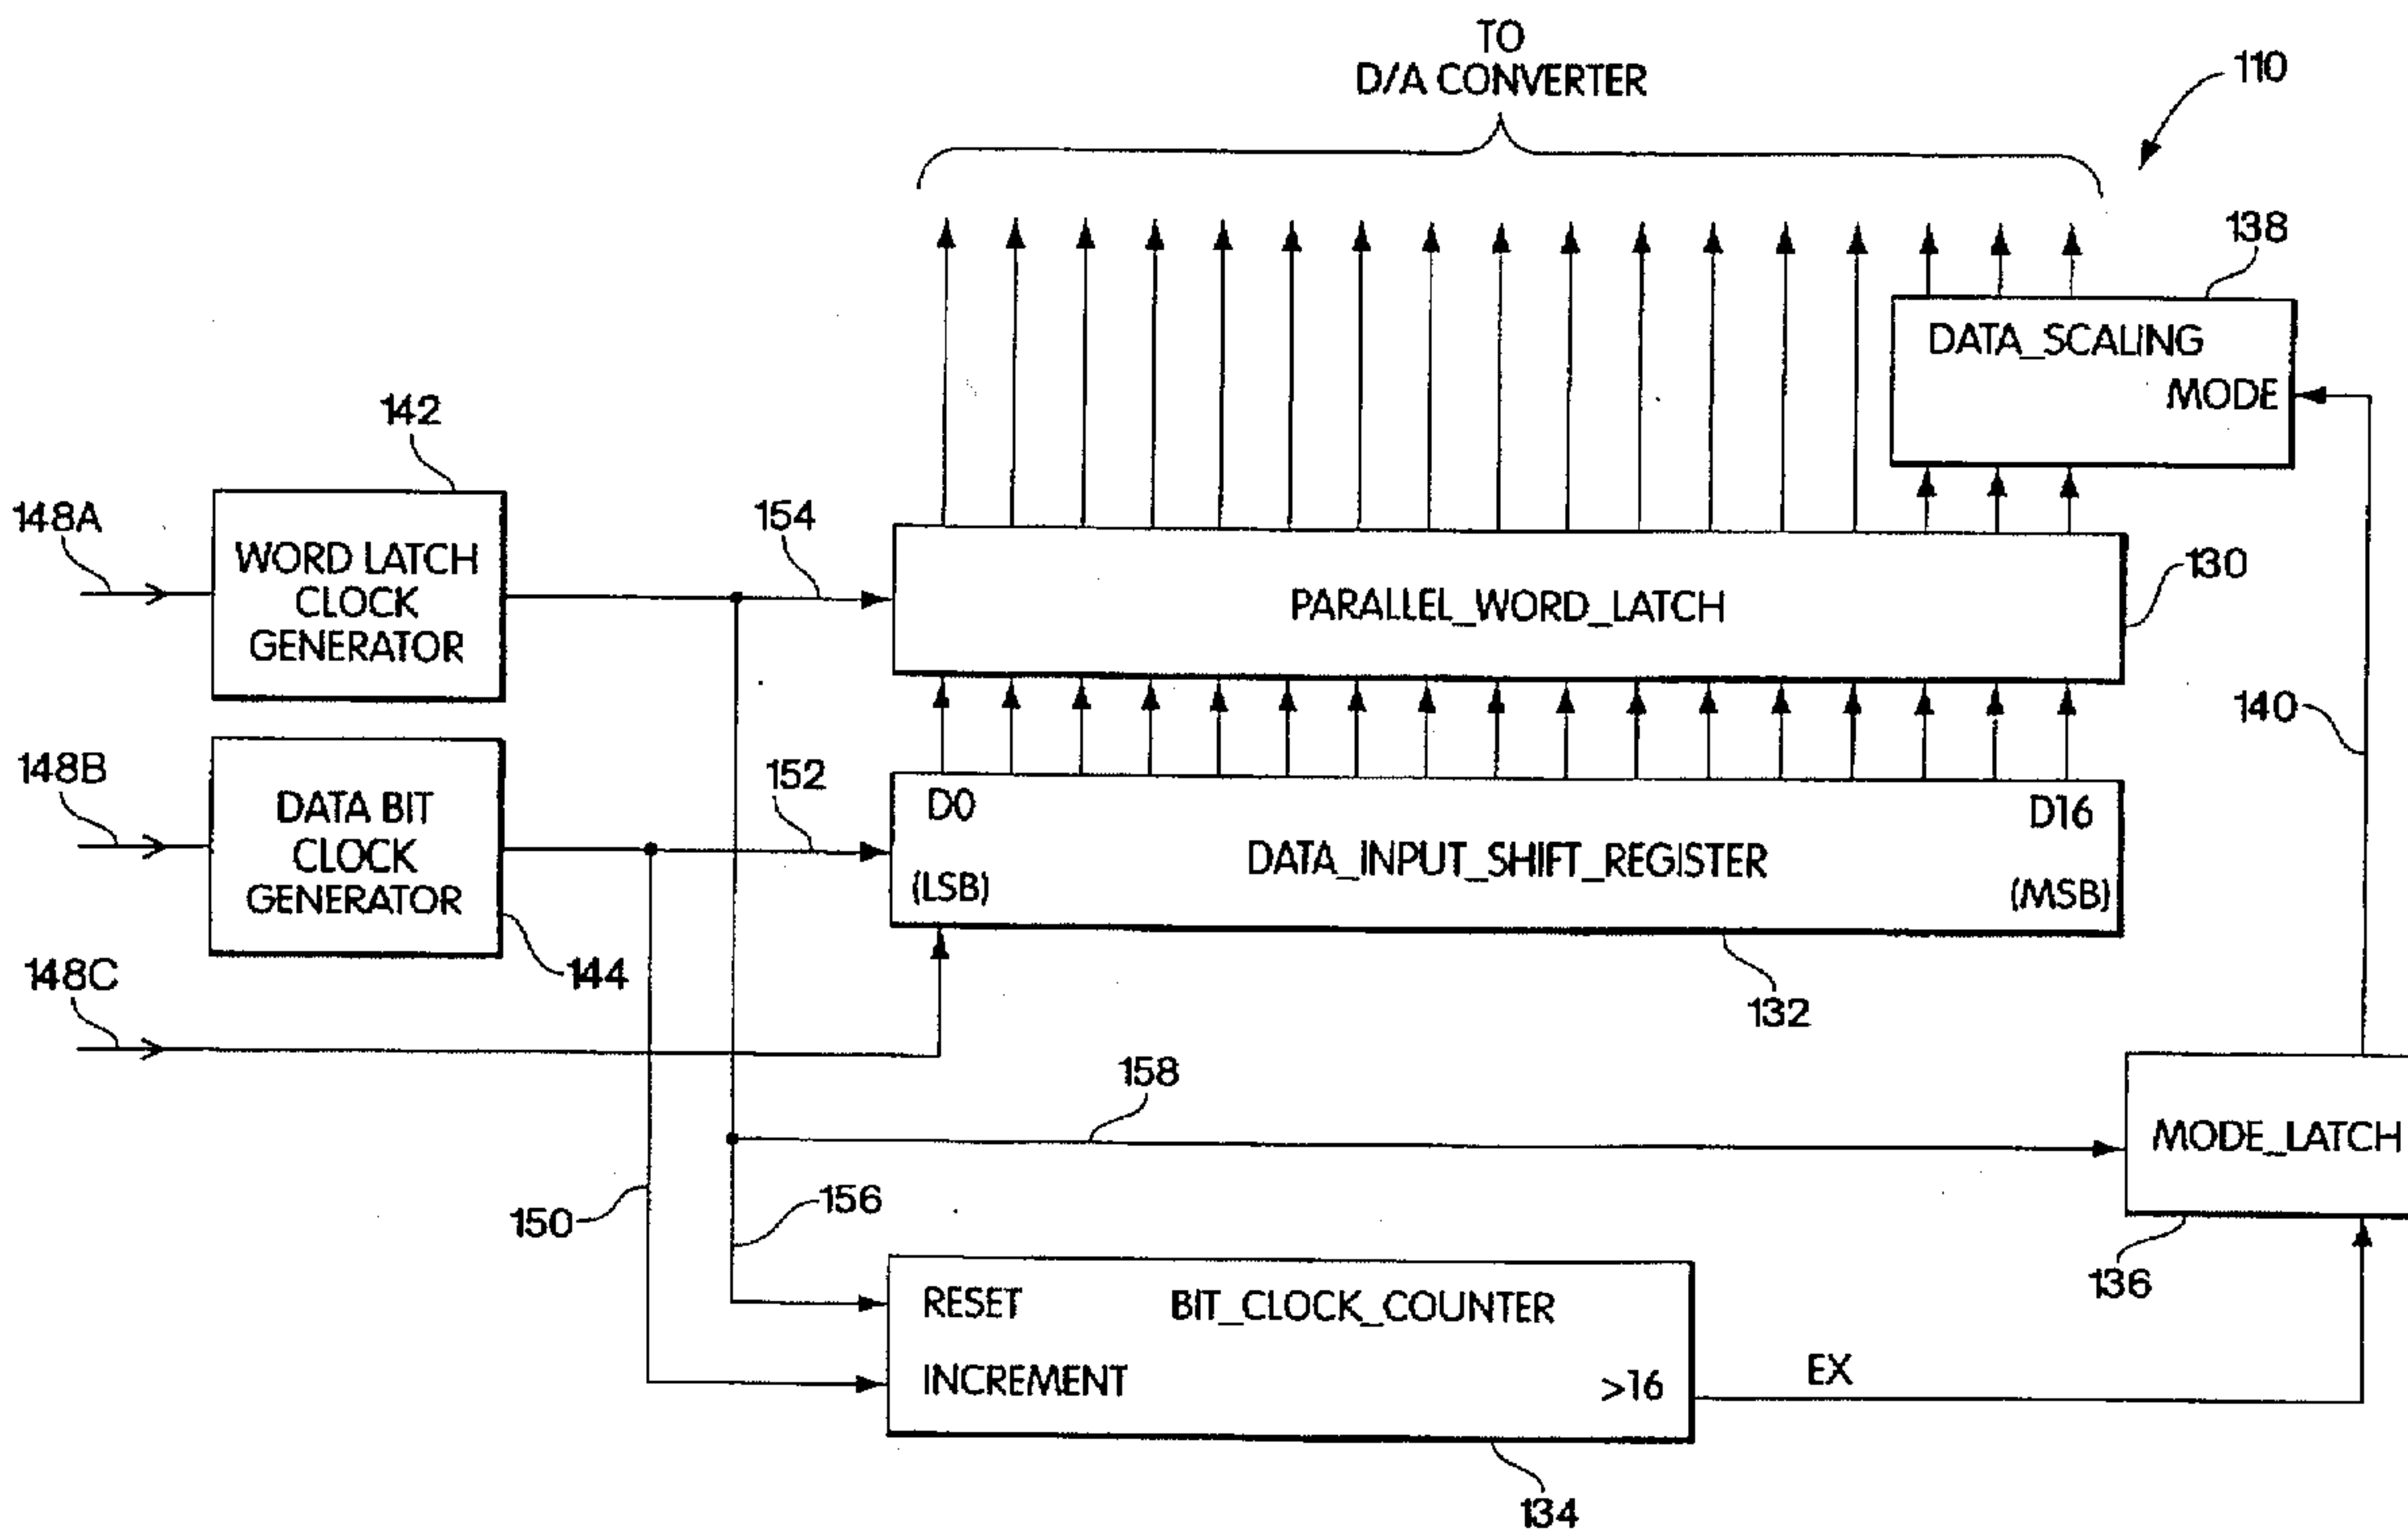 TO
D/A CONVERTER
110
138
DATA_SCALING
MODE
142
148A
WORD LATCH
CLOCK
GENERATOR
154
PARALLEL_WORD_LATCH
130
140
148B
DATA BIT
CLOCK
GENERATOR
144
152
D0
D16
DATA_INPUT_SHIFT_REGISTER
(LSB)
(MSB)
132
148C
158
MODE_LATCH
136
150
156
RESET
BIT_CLOCK_COUNTER
INCREMENT
>16
EX
134